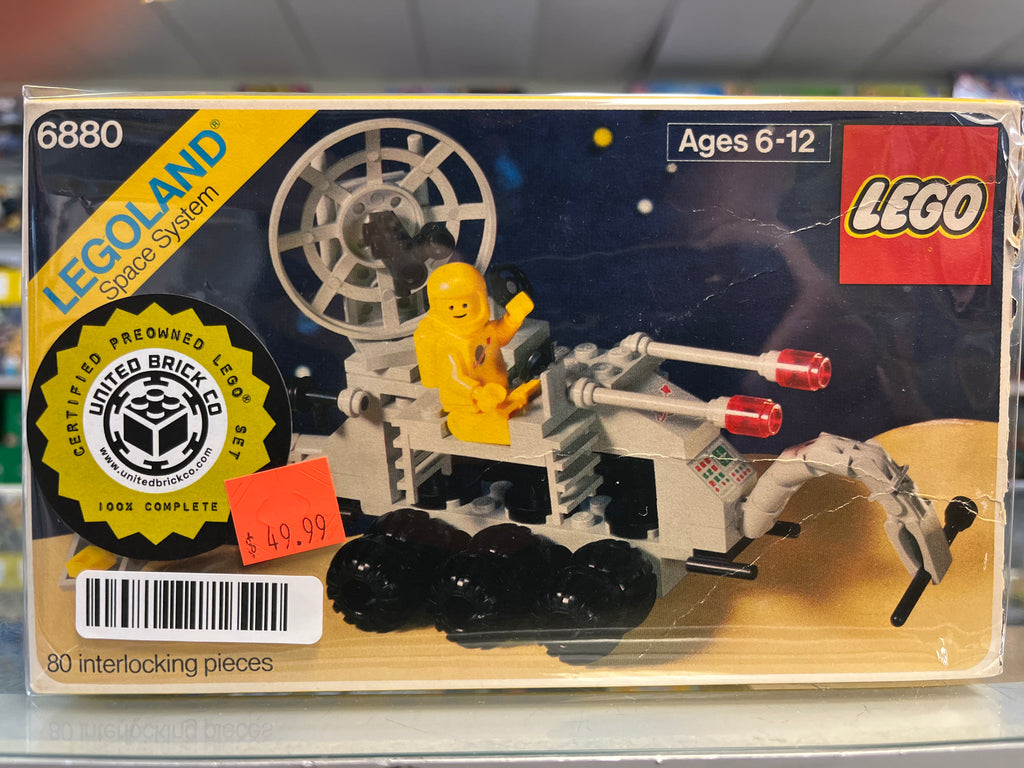 6880
LEGOLAND®
Space System
Ages 6-12
LEGO®
CERTIFIED PREOWNED LEGO® SET
UNITED BRICK CO
www.unitedbrickco.com
100% COMPLETE
$ 49.99
80 interlocking pieces